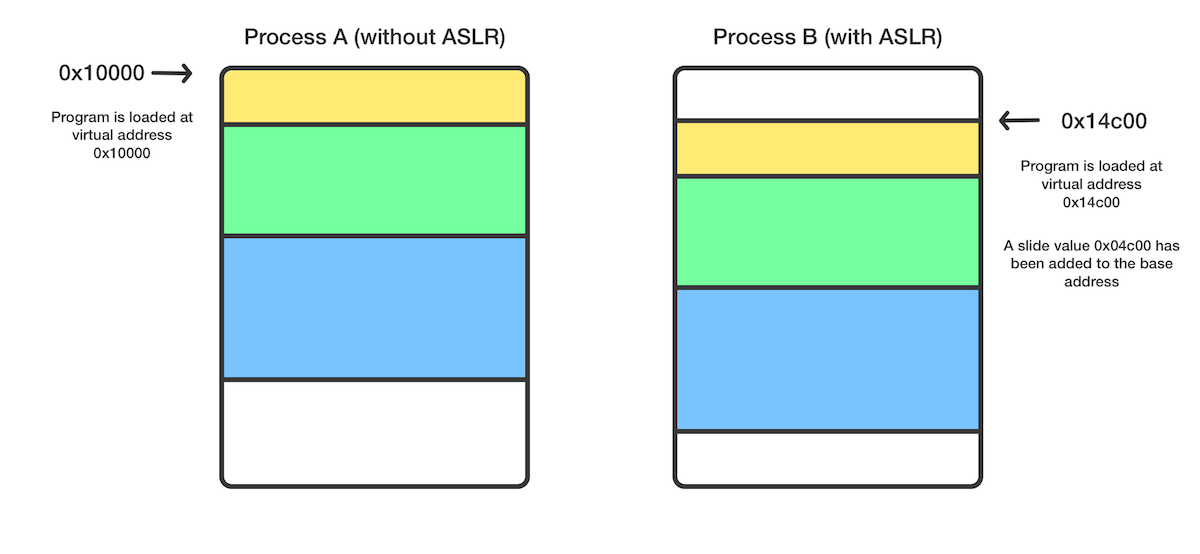 Process A (without ASLR)
0x10000
Program is loaded at
virtual address
0x10000
Process B (with ASLR)
0x14c00
Program is loaded at
virtual address
0x14c00
A slide value 0x04c00 has
been added to the base
address